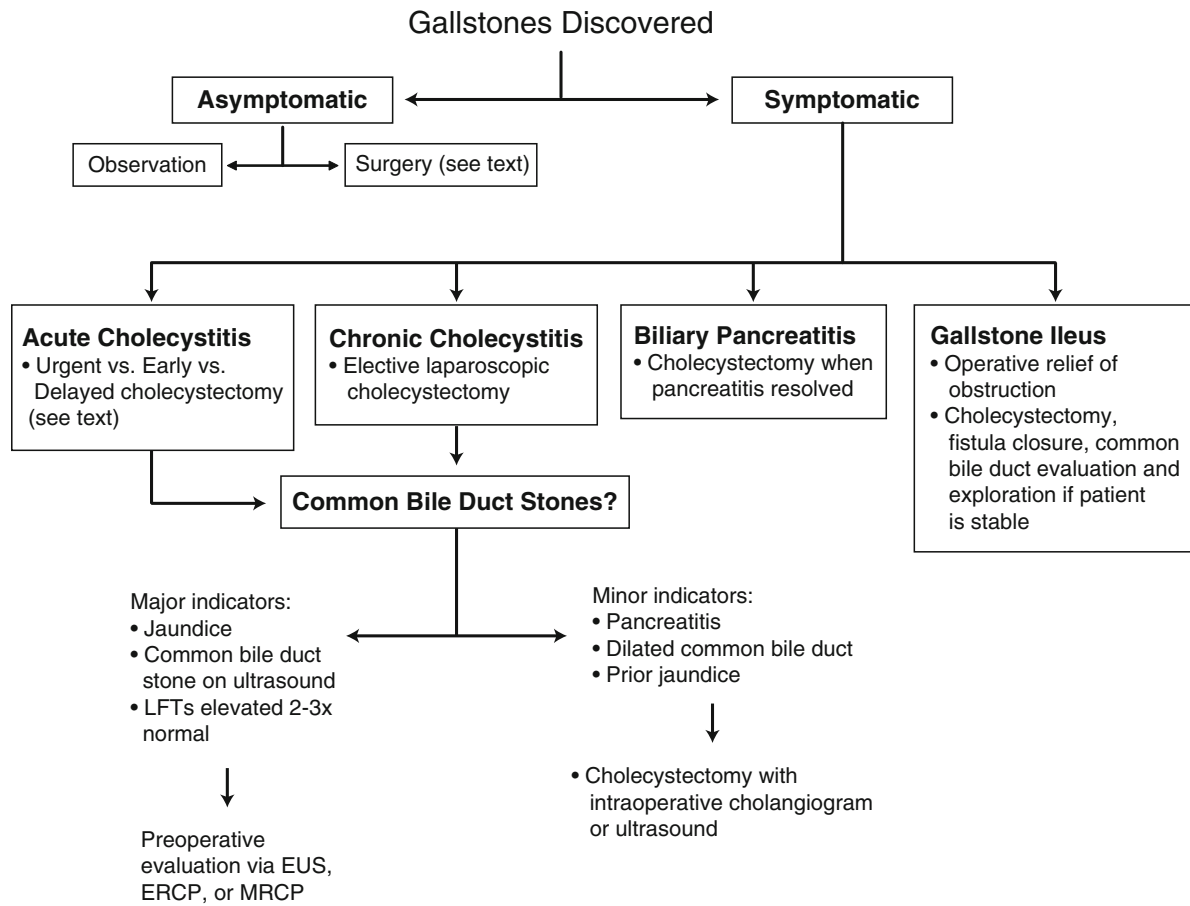 Gallstones Discovered
Asymptomatic
Symptomatic
Observation
Surgery (see text)
Acute Cholecystitis
• Urgent vs. Early vs.
Delayed cholecystectomy
(see text)
Chronic Cholecystitis
• Elective laparoscopic
cholecystectomy
Biliary Pancreatitis
• Cholecystectomy when
pancreatitis resolved
Gallstone Ileus
• Operative relief of
obstruction
• Cholecystectomy,
fistula closure, common
bile duct evaluation and
exploration if patient
is stable
Common Bile Duct Stones?
Major indicators:
• Jaundice
• Common bile duct
stone on ultrasound
• LFTs elevated 2-3x
normal
Preoperative
evaluation via EUS,
ERCP, or MRCP
Minor indicators:
• Pancreatitis
• Dilated common bile duct
• Prior jaundice
• Cholecystectomy with
intraoperative cholangiogram
or ultrasound